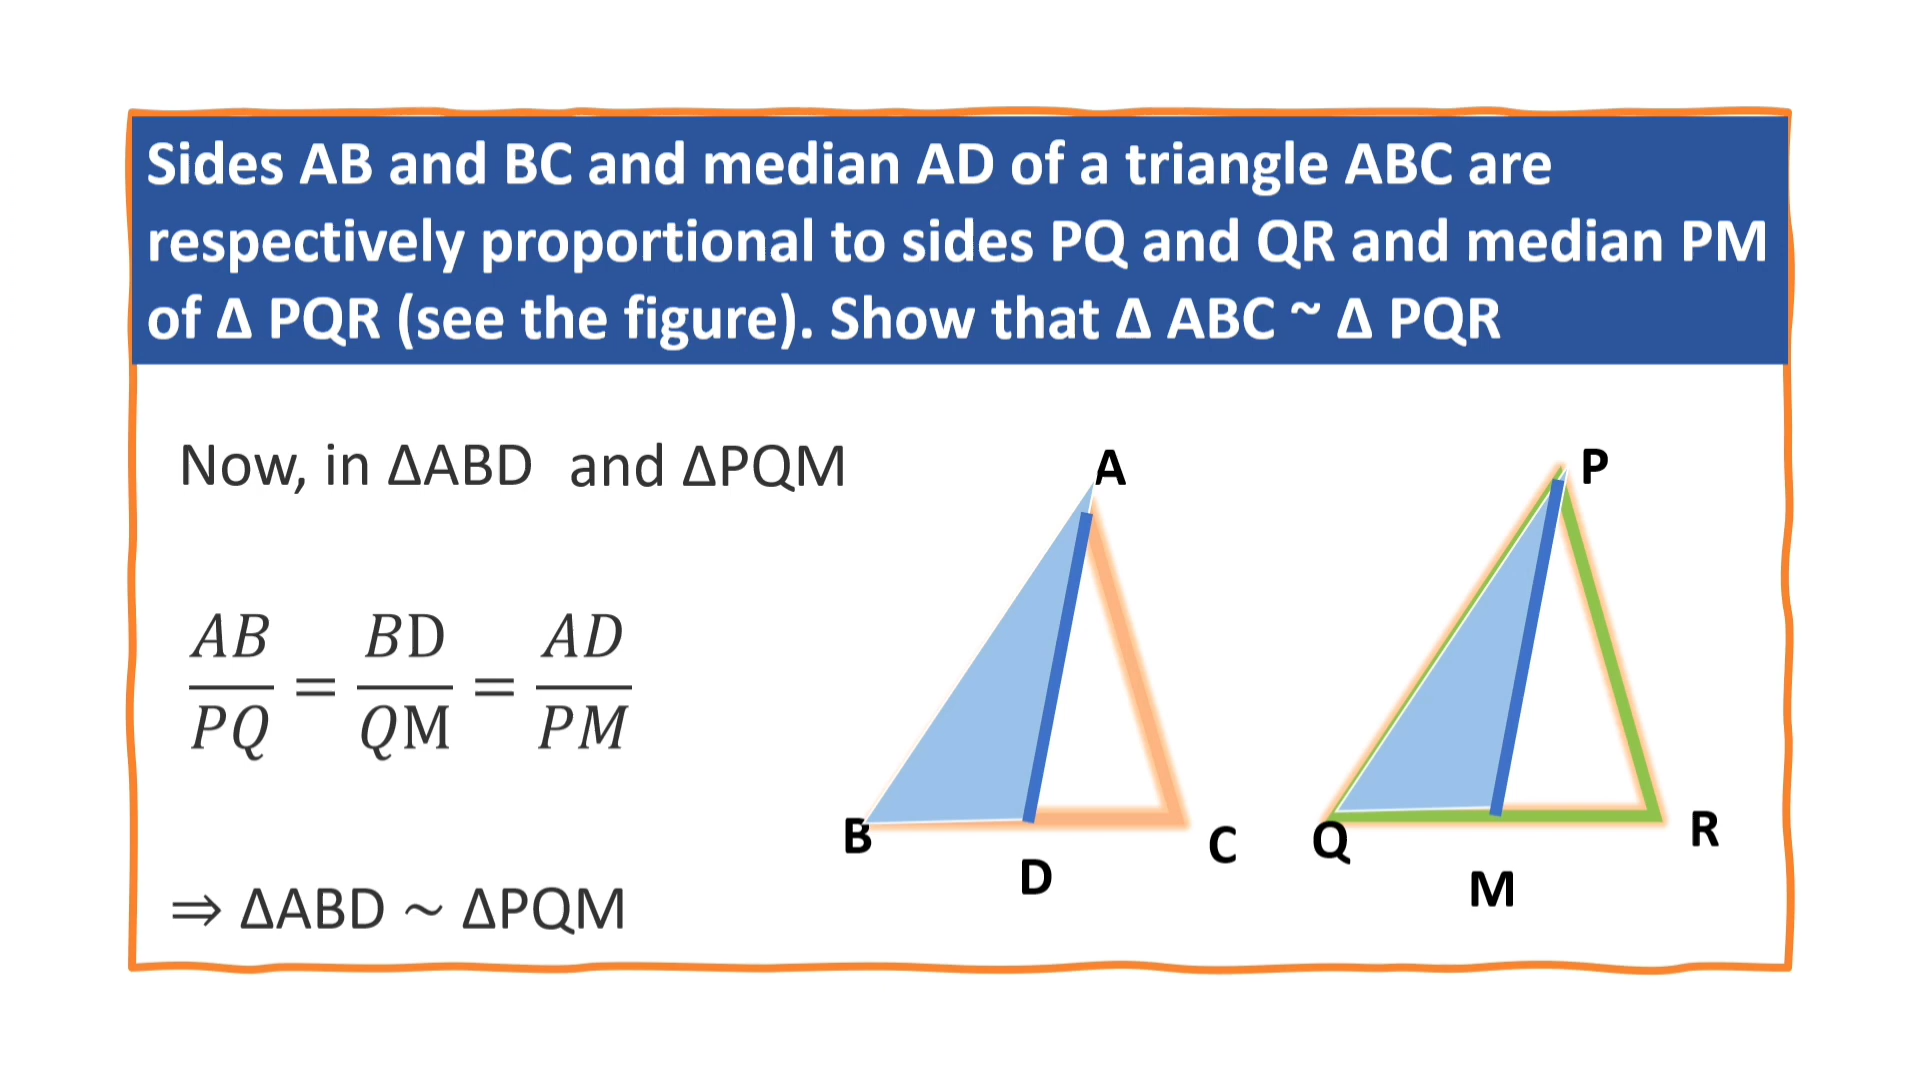 Sides AB and BC and median AD of a triangle ABC are
respectively proportional to sides PQ and QR and median PM
of Δ PQR (see the figure). Show that Δ ABC ~ Δ PQR
Now, in ΔABD and ΔPQM
AB/PQ = BD/QM = AD/PM
⇒ ΔABD ~ ΔPQM
A
B
D
C
P
Q
M
R